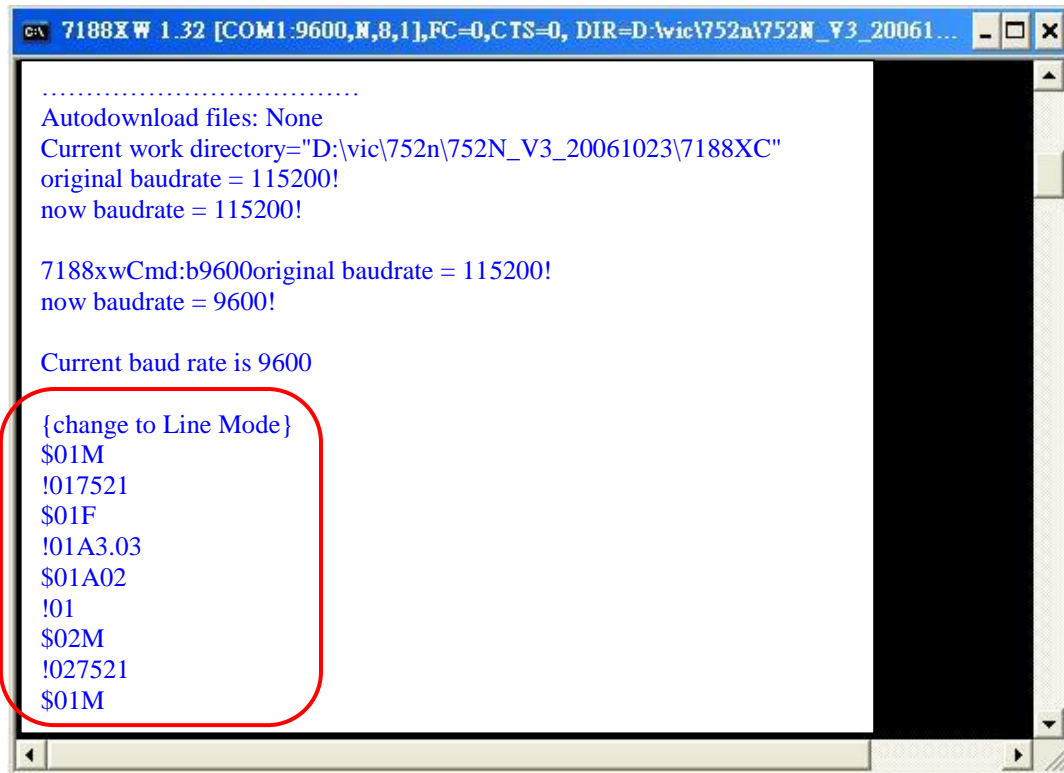 7188XW 1.32 [COM1:9600,N,8,1],FC=0,CTS=0, DIR=D:\vic\752n\752N_V3_20061...
....................................
Autodownload files: None
Current work directory="D:\vic\752n\752N_V3_20061023\7188XC"
original baudrate = 115200!
now baudrate = 115200!
7188xwCmd:b9600original baudrate = 115200!
now baudrate = 9600!
Current baud rate is 9600
{change to Line Mode}
$01M
!017521
$01F
!01A3.03
$01A02
!01
$02M
!027521
$01M